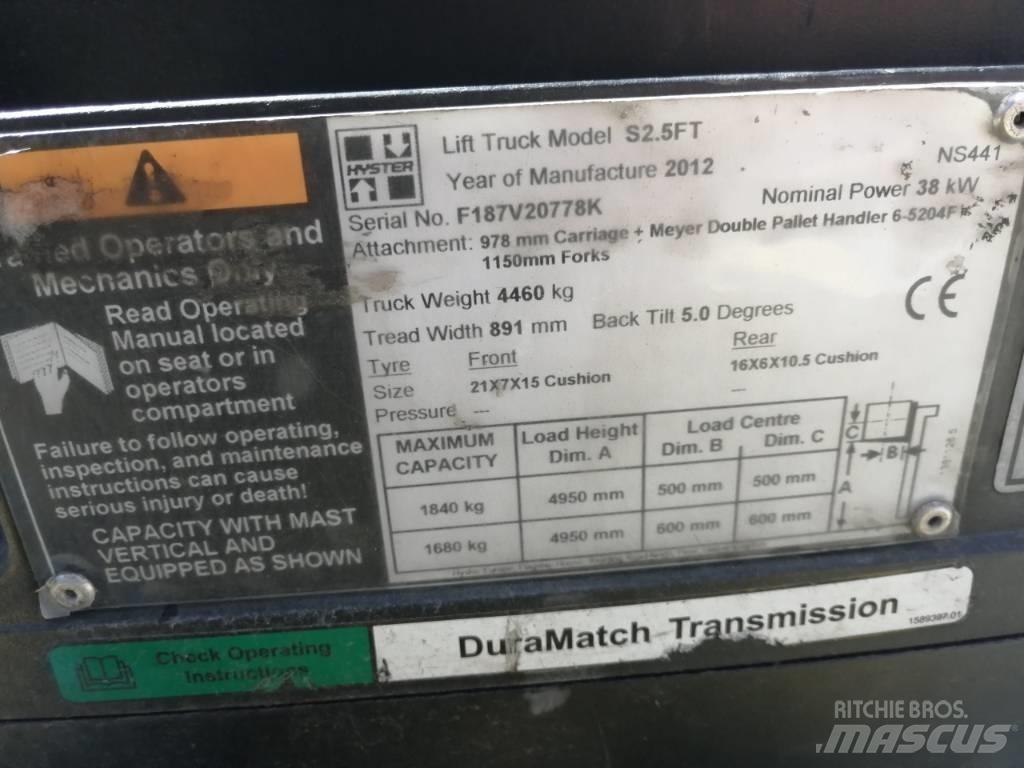 HYSTER
Lift Truck Model S2.5FT
Year of Manufacture 2012
NS441
Serial No. F187V20778K
Nominal Power 38 kW
Attachment: 978 mm Carriage + Meyer Double Pallet Handler 6-5204F
1150mm Forks
Truck Weight 4460 kg
CE
Tread Width 891 mm Back Tilt 5.0 Degrees
Tyre Front Rear
Size 21X7X15 Cushion 16X6X10.5 Cushion
Pressure --- ---
MAXIMUM CAPACITY Load Height Dim. A Load Centre Dim. B Dim. C
1840 kg 4950 mm 500 mm 500 mm
1680 kg 4950 mm 600 mm 600 mm
C
B
A
Operators and
Mechanics Only
Read Operating
Manual located
on seat or in
operators
compartment
Failure to follow operating,
inspection, and maintenance
instructions can cause
serious injury or death!
CAPACITY WITH MAST
VERTICAL AND
EQUIPPED AS SHOWN
Check Operating
Instructions
DuraMatch Transmission
1589397-01
RITCHIE BROS.
MASCUS